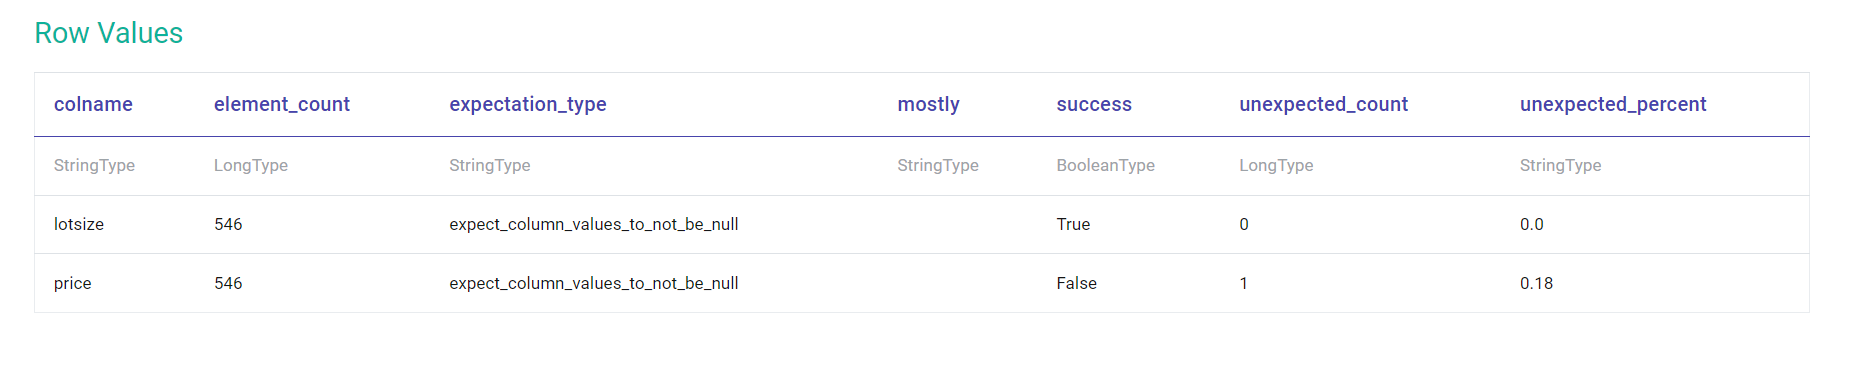 Row Values
colname element_count expectation_type mostly success unexpected_count unexpected_percent
StringType LongType StringType StringType BooleanType LongType StringType
lotsize 546 expect_column_values_to_not_be_null True 0 0.0
price 546 expect_column_values_to_not_be_null False 1 0.18